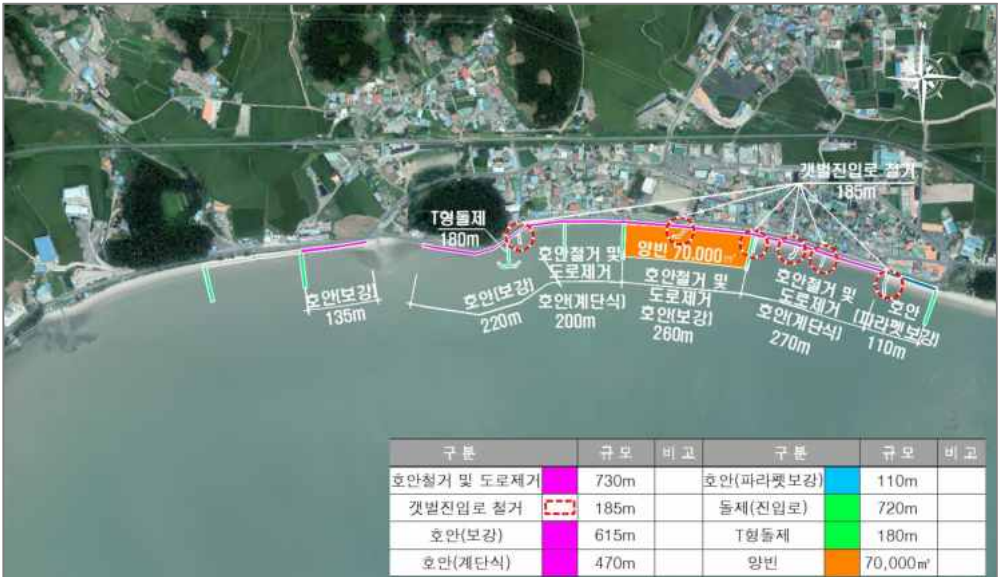 갯벌진입로 철거
185m
T형돌제
180m
양빈 70,000㎥
호안철거 및
도로제거
호안(계단식)
200m
호안철거 및
도로제거
호안(보강)
260m
호안철거 및
도로제거
호안(계단식)
270m
호안
(파라펫보강)
110m
호안(보강)
135m
호안(보강)
220m
구 분 규 모 비 고 구 분 규 모 비 고
호안철거 및 도로제거 730m 호안(파라펫보강) 110m
갯벌진입로 철거 185m 돌제(진입로) 720m
호안(보강) 615m T형돌제 180m
호안(계단식) 470m 양빈 70,000㎥